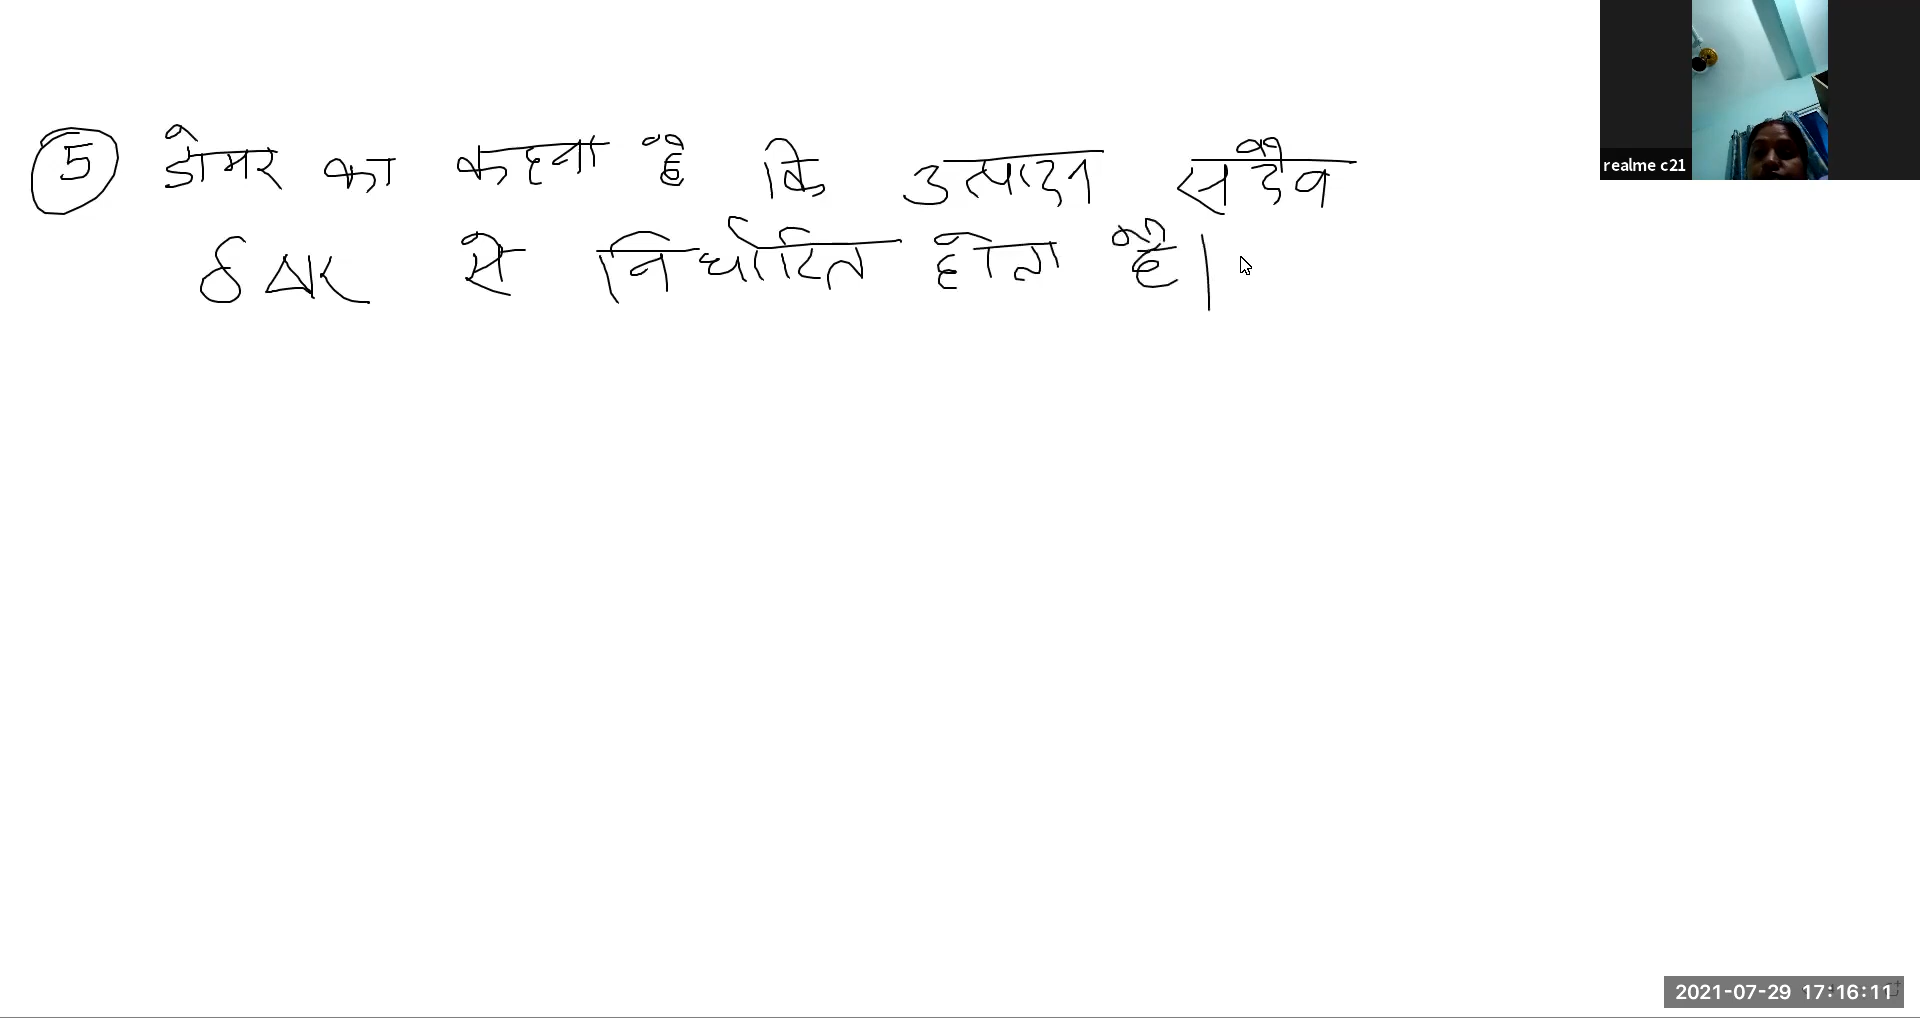 ⑤ डोमर का कहना है कि उत्पादन सदैव
δΔK से निर्धारित होता है|
realme c21
2021-07-29 17:16:11